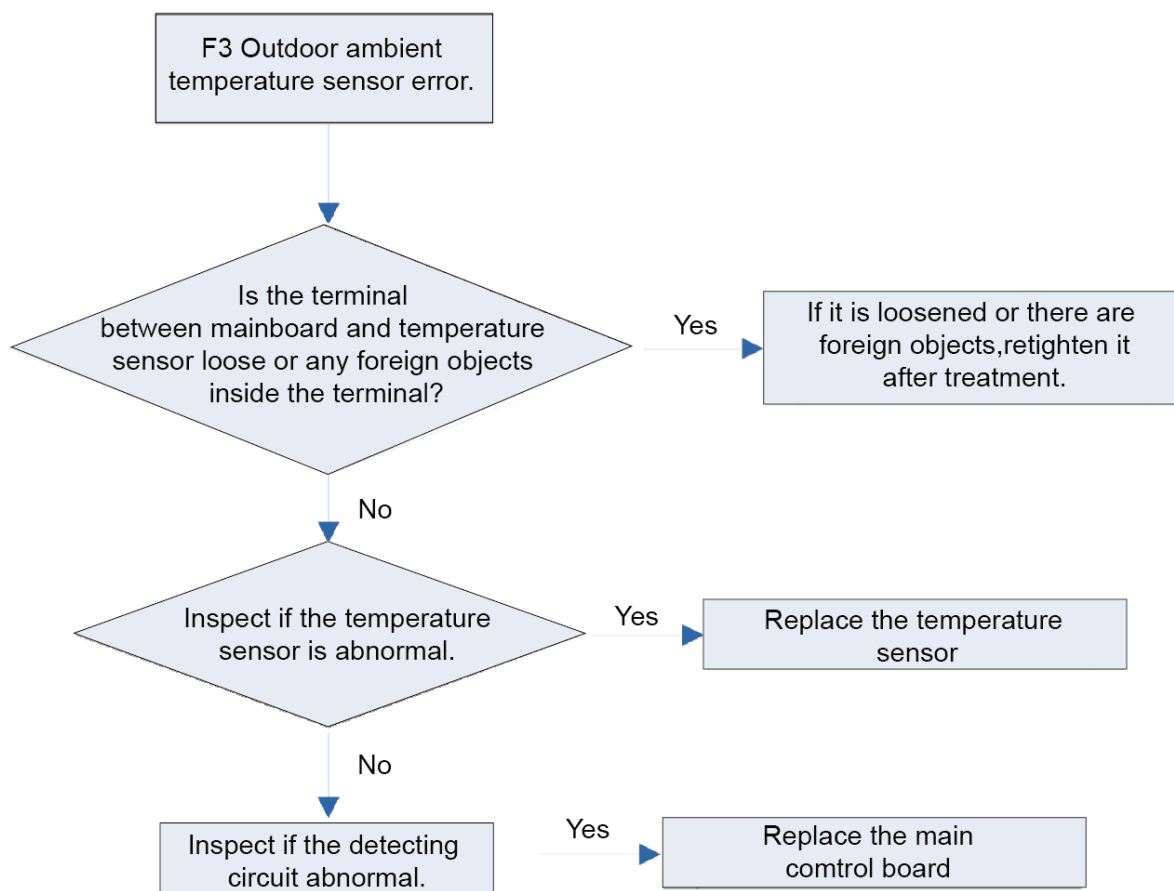 F3 Outdoor ambient
temperature sensor error.
Is the terminal
between mainboard and temperature
sensor loose or any foreign objects
inside the terminal?
Yes
If it is loosened or there are
foreign objects,retighten it
after treatment.
No
Inspect if the temperature
sensor is abnormal.
Yes
Replace the temperature
sensor
No
Inspect if the detecting
circuit abnormal.
Yes
Replace the main
comtrol board